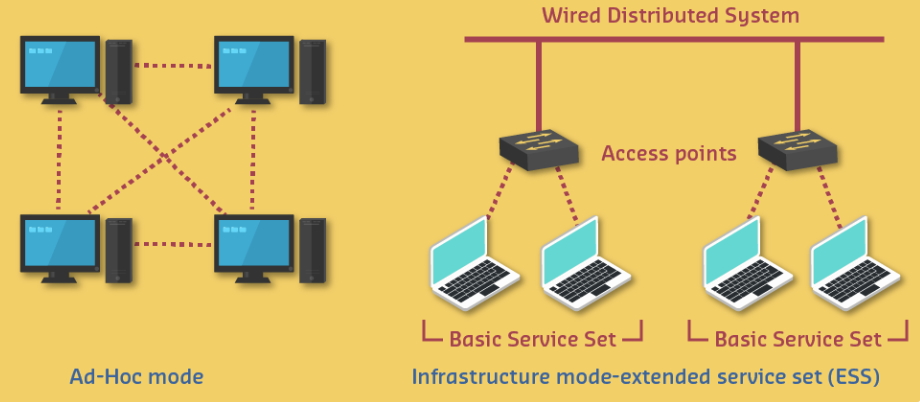 Wired Distributed System
Access points
Basic Service Set
Basic Service Set
Ad-Hoc mode
Infrastructure mode-extended service set (ESS)